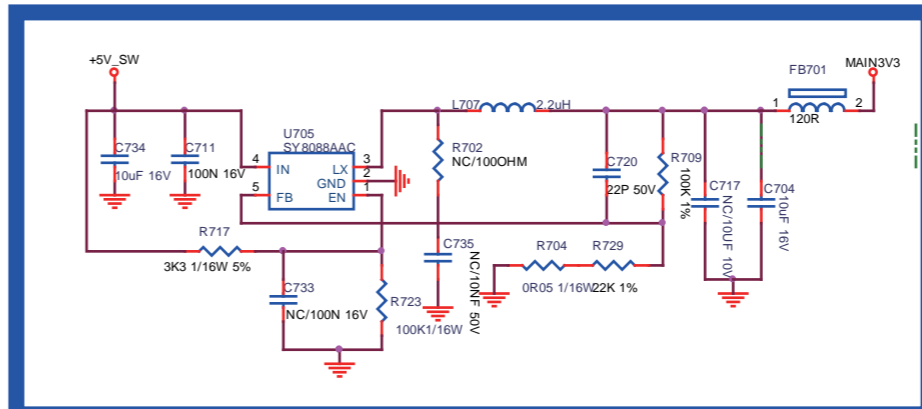 +5V_SW
MAIN3V3
FB701
1
2
120R
L707
2.2uH
U705
SY8088AAC
C734
10uF 16V
C711
100N 16V
4
IN
LX
3
GND
2
5
FB
EN
1
R702
NC/100OHM
C720
22P 50V
R709
100K 1%
C717
NC/10UF 10V
C704
10uF 16V
R717
3K3 1/16W 5%
C735
NC/10NF 50V
R704
R729
0R05 1/16W
22K 1%
C733
NC/100N 16V
R723
100K1/16W